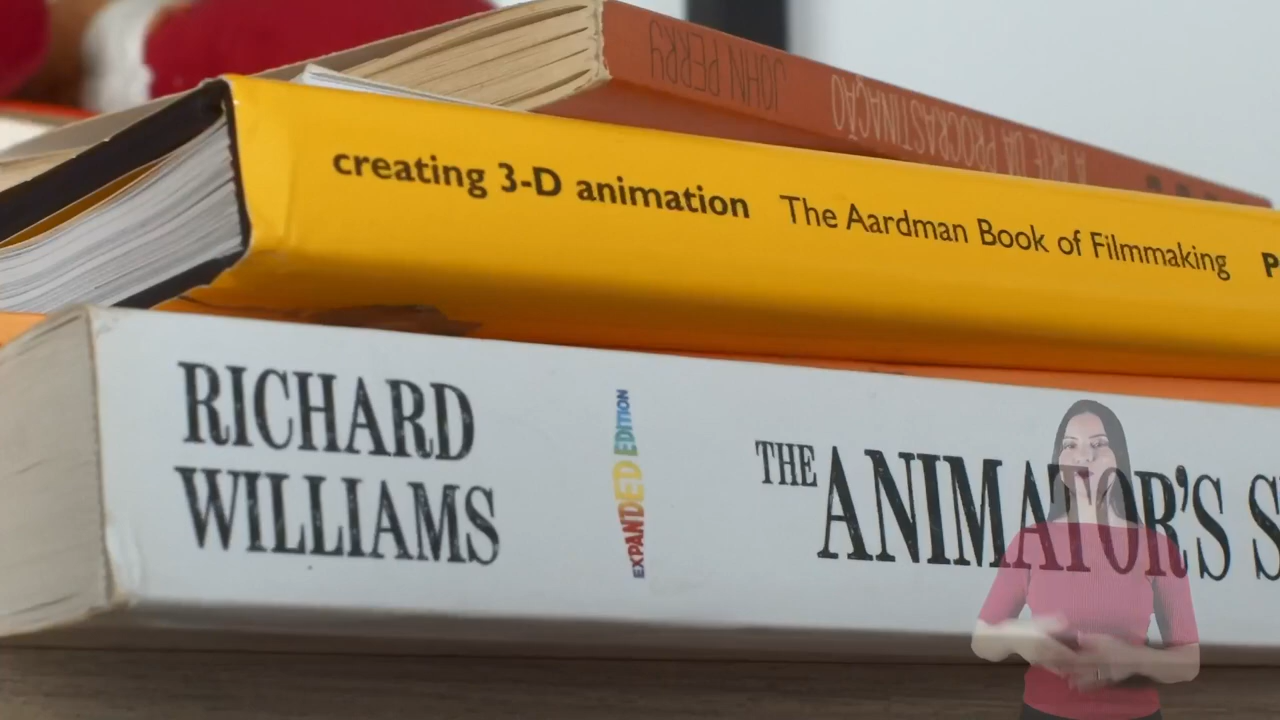 JOHN PERRY
A ARTE DA PROCRASTINAÇÃO
creating 3-D animation The Aardman Book of Filmmaking
RICHARD
WILLIAMS
EXPANDED EDITION
THE ANIMATOR'S